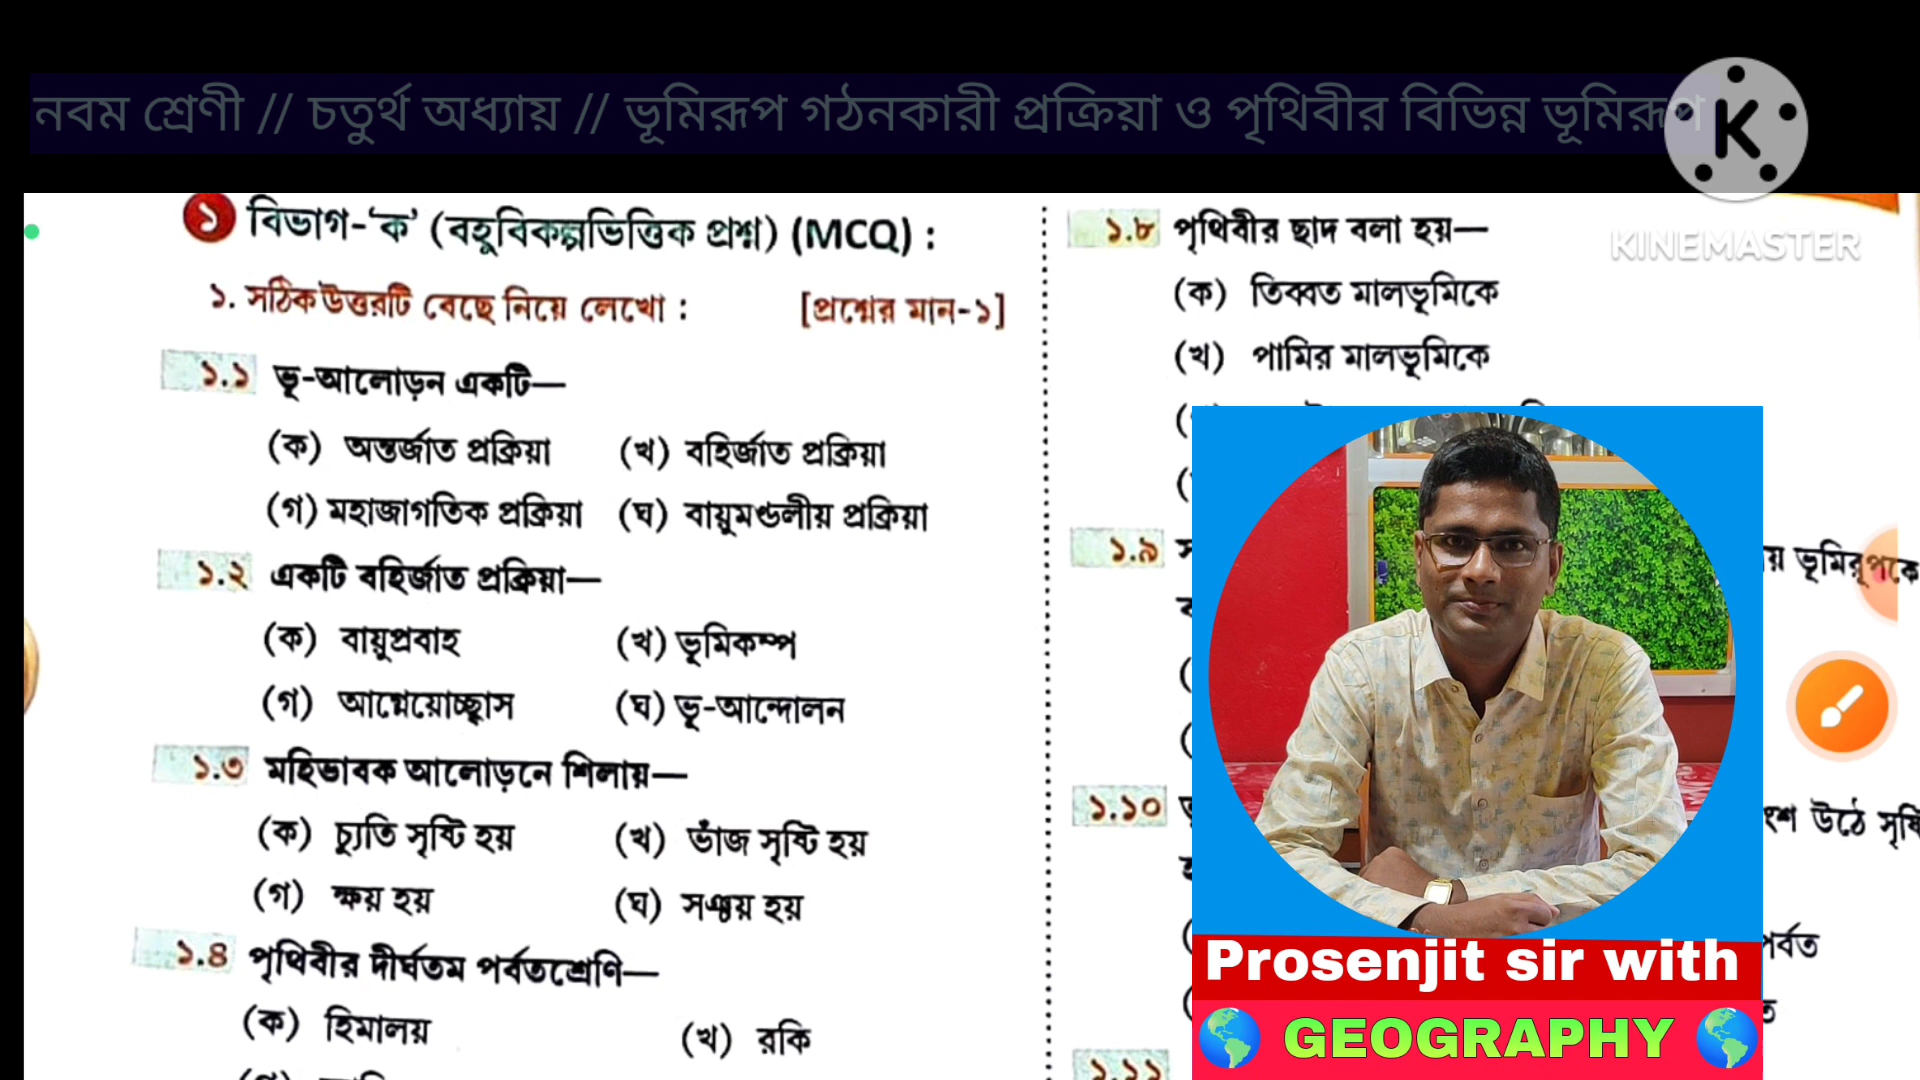 নবম শ্রেণী // চতুর্থ অধ্যায় // ভূমিরূপ গঠনকারী প্রক্রিয়া ও পৃথিবীর বিভিন্ন ভূমিরূপ
KINEMASTER
১ বিভাগ-‘ক’ (বহুবিকল্পভিত্তিক প্রশ্ন) (MCQ) :
১. সঠিক উত্তরটি বেছে নিয়ে লেখো : [প্রশ্নের মান-১]
১.১ ভূ-আলোড়ন একটি—
(ক) অন্তর্জাত প্রক্রিয়া (খ) বহির্জাত প্রক্রিয়া
(গ) মহাজাগতিক প্রক্রিয়া (ঘ) বায়ুমণ্ডলীয় প্রক্রিয়া
১.২ একটি বহির্জাত প্রক্রিয়া—
(ক) বায়ুপ্রবাহ (খ) ভূমিকম্প
(গ) আগ্নেয়োচ্ছ্বাস (ঘ) ভূ-আন্দোলন
১.৩ মহিভাবক আলোড়নে শিলায়—
(ক) চ্যুতি সৃষ্টি হয় (খ) ভাঁজ সৃষ্টি হয়
(গ) ক্ষয় হয় (ঘ) সঞ্চয় হয়
১.৪ পৃথিবীর দীর্ঘতম পর্বতশ্রেণি—
(ক) হিমালয় (খ) রকি
১.৮ পৃথিবীর ছাদ বলা হয়—
(ক) তিব্বত মালভূমিকে
(খ) পামির মালভূমিকে
১.৯
ভূমিরূপকে
১.১০
উঠে
১.১১
Prosenjit sir with
GEOGRAPHY